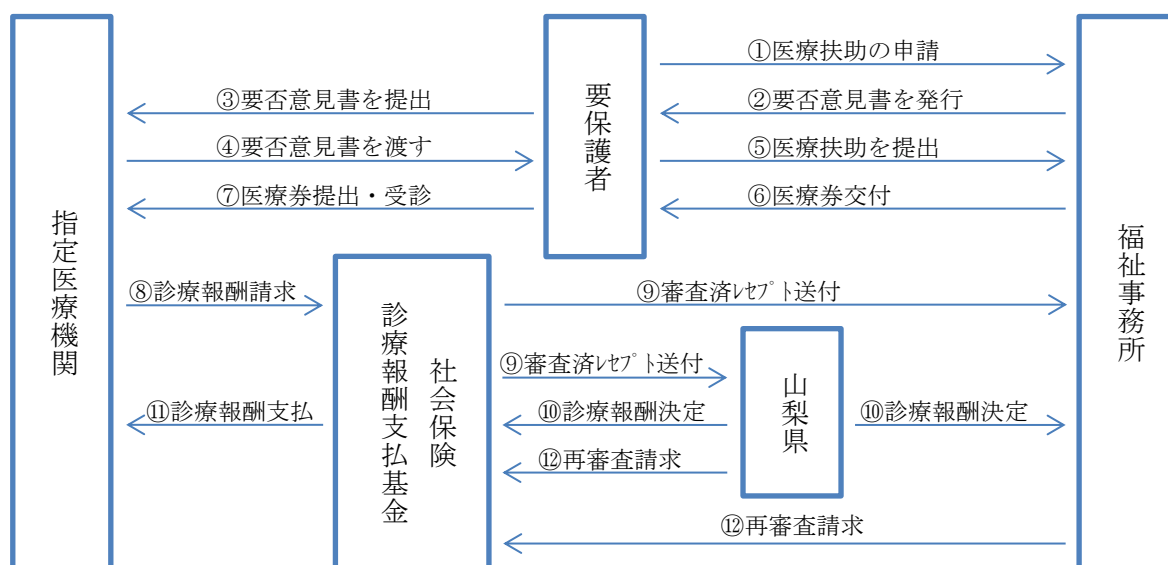 ①医療扶助の申請
③要否意見書を提出
②要否意見書を発行
④要否意見書を渡す
⑤医療扶助を提出
⑦医療券提出・受診
⑥医療券交付
要保護者
指定医療機関
福祉事務所
⑧診療報酬請求
⑨審査済ﾚｾﾌﾟﾄ送付
社会保険
診療報酬支払基金
⑨審査済ﾚｾﾌﾟﾄ送付
山梨県
⑪診療報酬支払
⑩診療報酬決定
⑩診療報酬決定
⑫再審査請求
⑫再審査請求